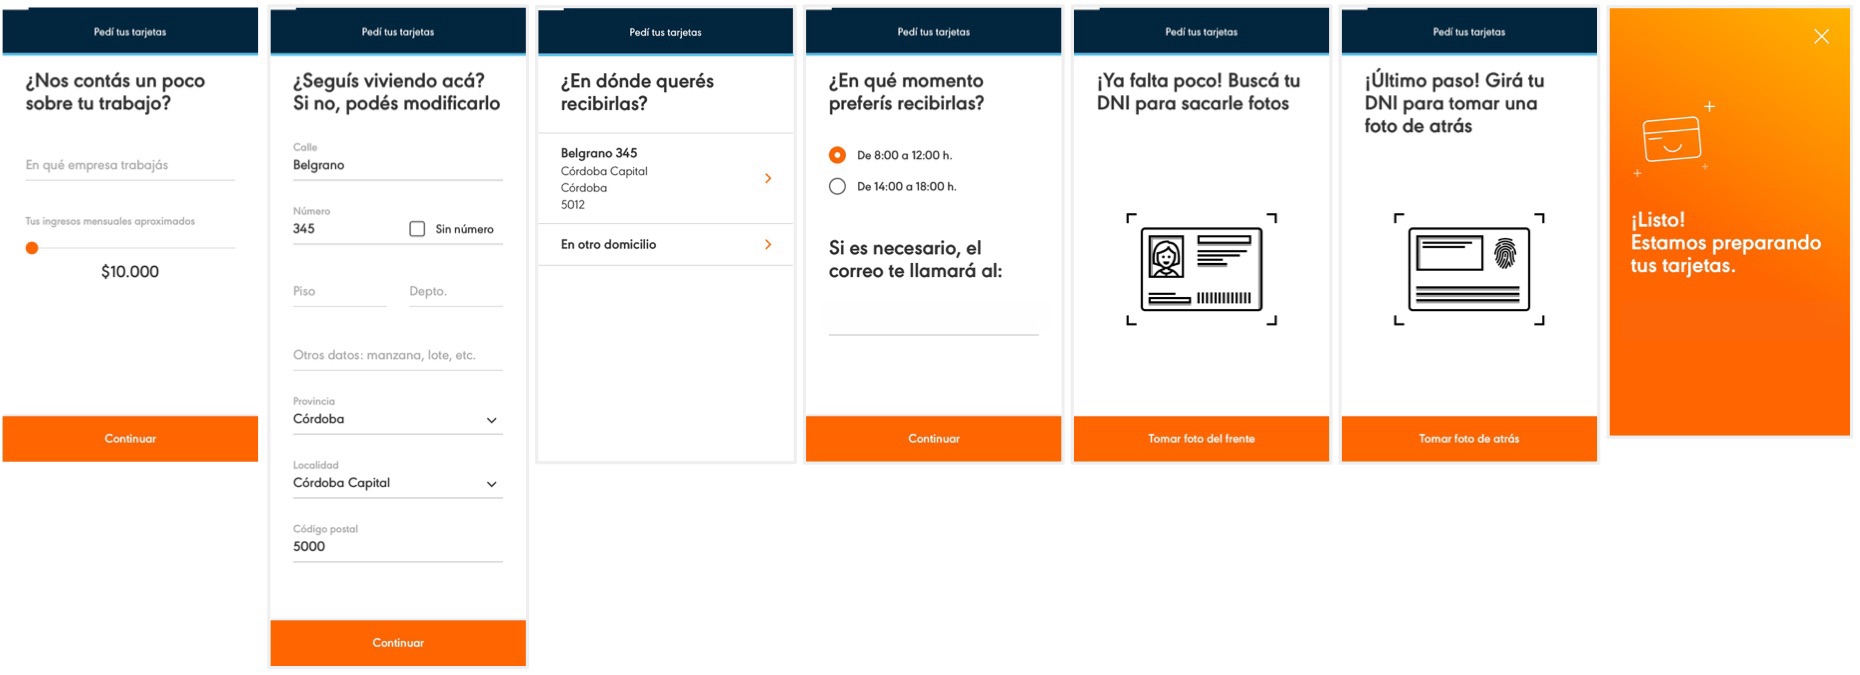 Pedí tus tarjetas
¿Nos contás un poco
sobre tu trabajo?
En qué empresa trabajás
Tus ingresos mensuales aproximados
$10.000
Continuar
Pedí tus tarjetas
¿Seguís viviendo acá?
Si no, podés modificarlo
Calle
Belgrano
Número
345
Sin número
Piso
Depto.
Otros datos: manzana, lote, etc.
Provincia
Córdoba
Localidad
Córdoba Capital
Código postal
5000
Continuar
Pedí tus tarjetas
¿En dónde querés
recibirlas?
Belgrano 345
Córdoba Capital
Córdoba
5012
En otro domicilio
Pedí tus tarjetas
¿En qué momento
preferís recibirlas?
De 8:00 a 12:00 h.
De 14:00 a 18:00 h.
Si es necesario, el
correo te llamará al:
Continuar
Pedí tus tarjetas
¡Ya falta poco! Buscá tu
DNI para sacarle fotos
Tomar foto del frente
Pedí tus tarjetas
¡Último paso! Girá tu
DNI para tomar una
foto de atrás
Tomar foto de atrás
¡Listo!
Estamos preparando
tus tarjetas.